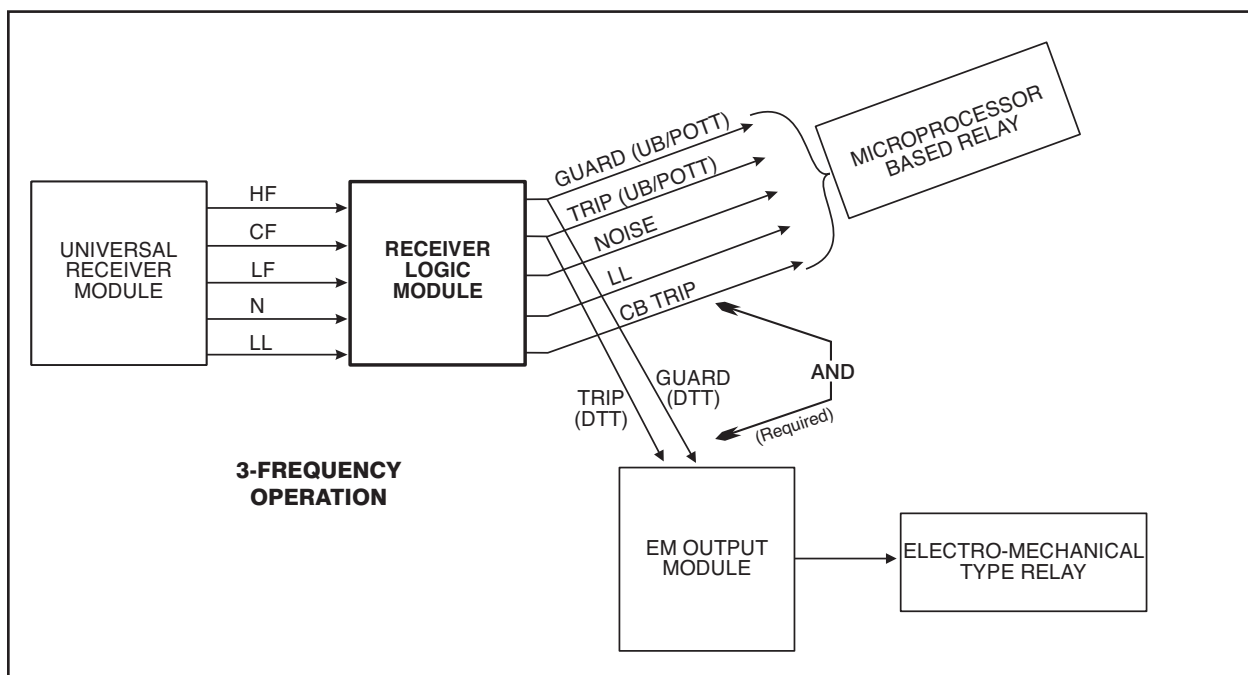 UNIVERSAL
RECEIVER
MODULE
HF
CF
LF
N
LL
RECEIVER
LOGIC
MODULE
GUARD (UB/POTT)
TRIP (UB/POTT)
NOISE
LL
CB TRIP
MICROPROCESSOR
BASED RELAY
TRIP
(DTT)
GUARD
(DTT)
AND
(Required)
3-FREQUENCY
OPERATION
EM OUTPUT
MODULE
ELECTRO-MECHANICAL
TYPE RELAY